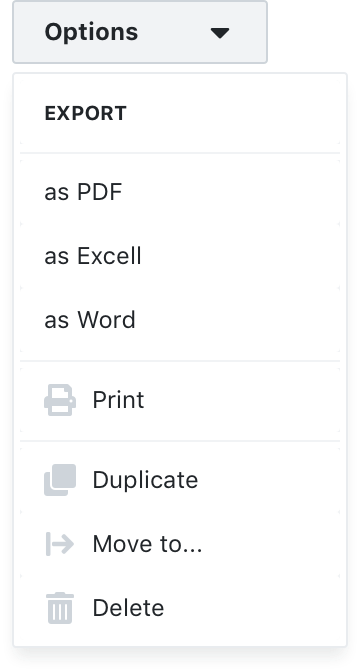 Options
EXPORT
as PDF
as Excell
as Word
Print
Duplicate
Move to...
Delete